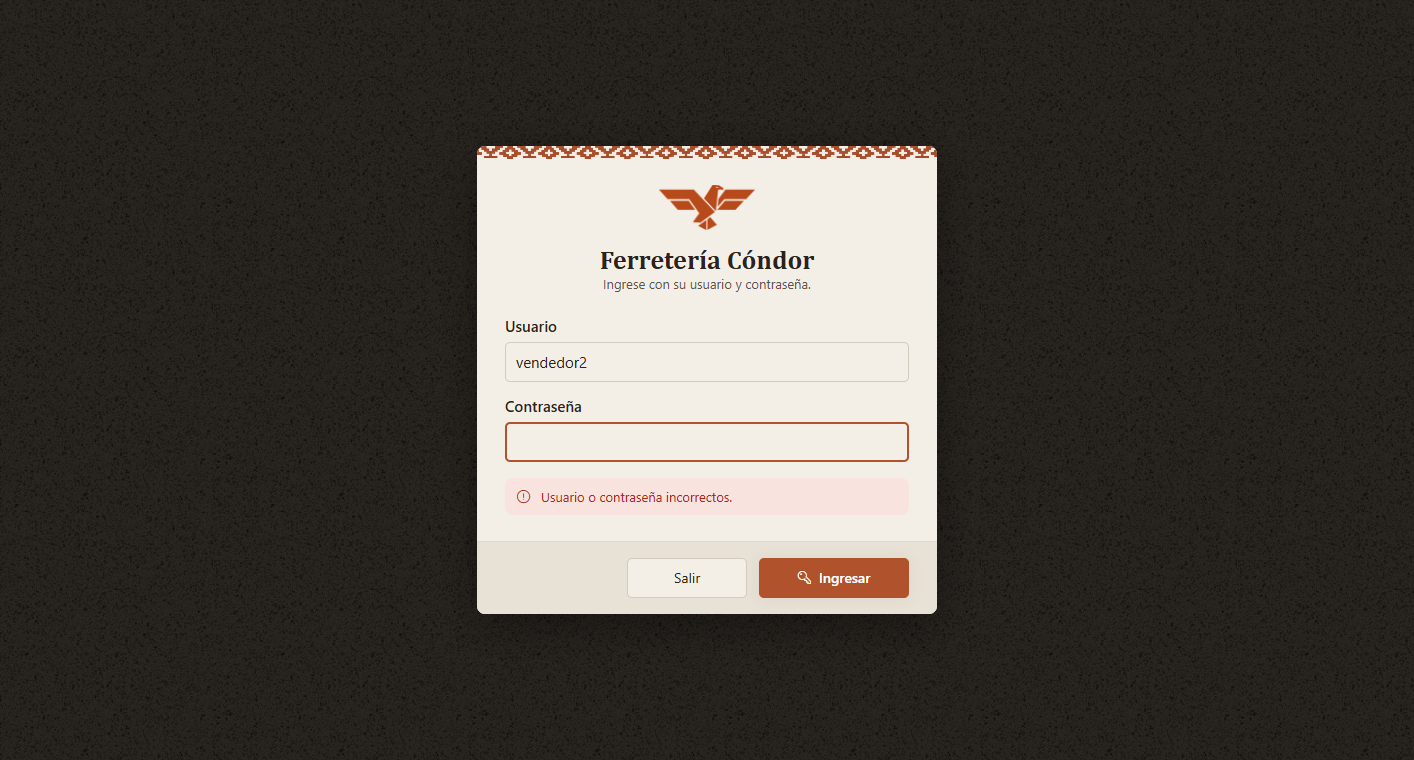 Ferretería Cóndor
Ingrese con su usuario y contraseña.
Usuario
vendedor2
Contraseña
Usuario o contraseña incorrectos.
Salir
Ingresar